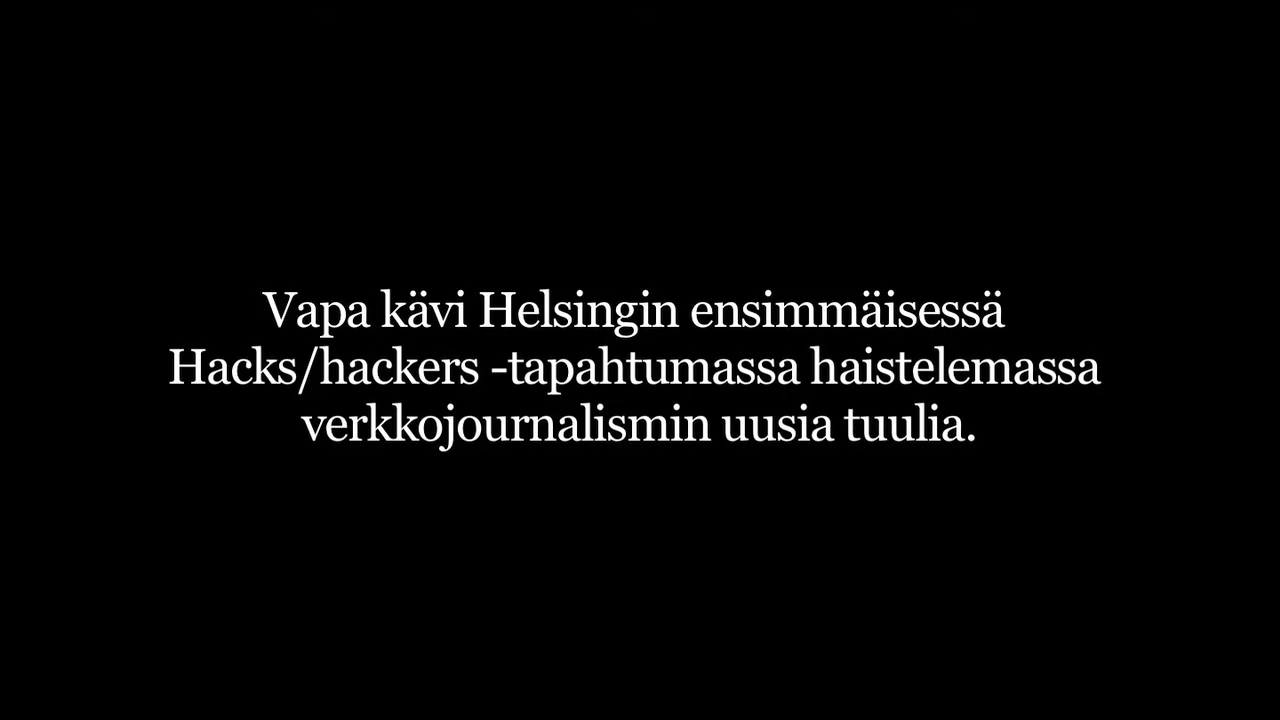 Vapa kävi Helsingin ensimmäisessä
Hacks/hackers -tapahtumassa haistelemassa
verkkojournalismin uusia tuulia.